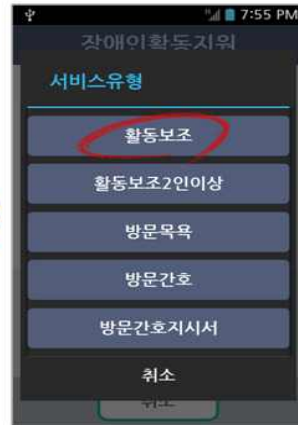 7:55 PM
장애인활동지원
서비스유형
활동보조
활동보조2인이상
방문목욕
방문간호
방문간호지시서
취소
취소